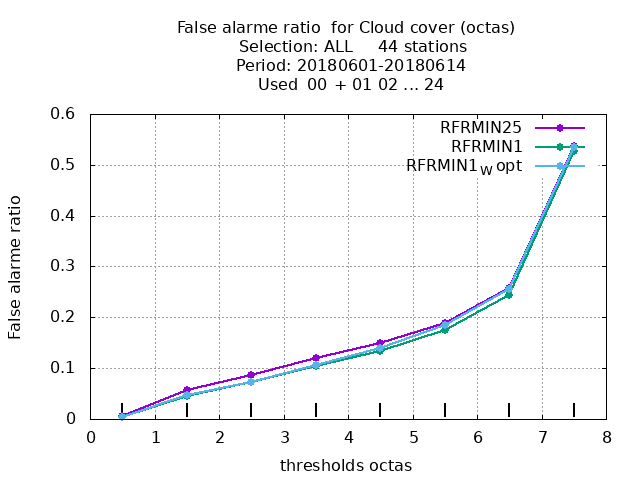 False alarme ratio  for Cloud cover (octas)
Selection: ALL     44 stations
Period: 20180601-20180614
Used  00  + 01 02 ... 24
RFRMIN25
RFRMIN1
RFRMIN1W opt
False alarme ratio
0.6
0.5
0.4
0.3
0.2
0.1
0
0 1 2 3 4 5 6 7 8
thresholds octas